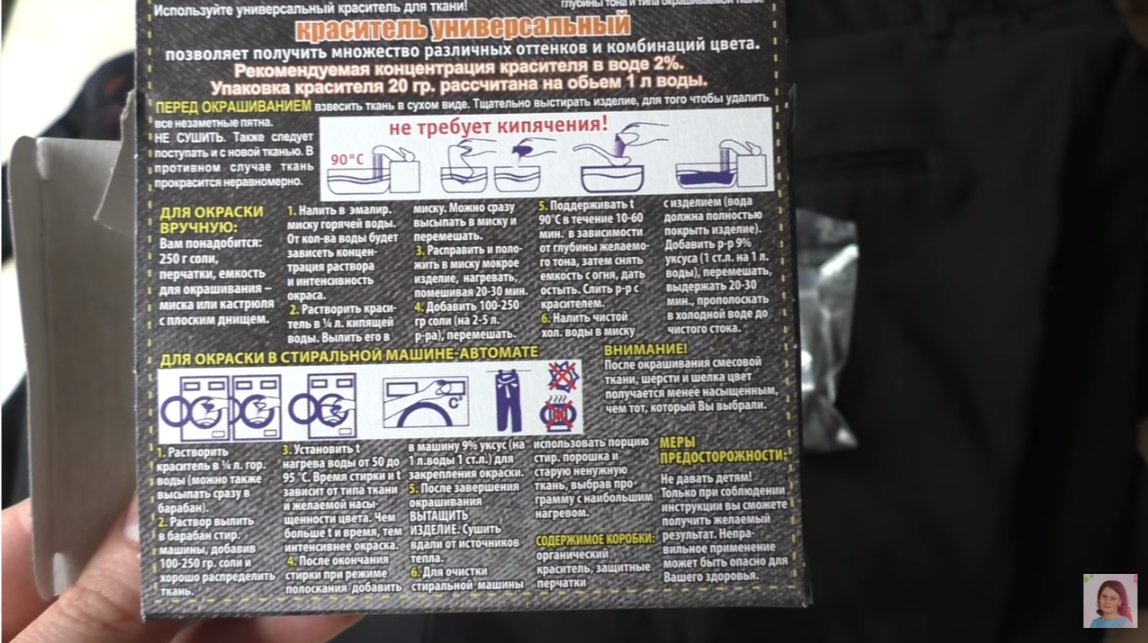 Используйте универсальный краситель для ткани!
глубины тона и типа окрашиваемой ткани.
краситель универсальный
позволяет получить множество различных оттенков и комбинаций цвета.
Рекомендуемая концентрация красителя в воде 2%.
Упаковка красителя 20 гр. рассчитана на обьем 1 л воды.
ПЕРЕД ОКРАШИВАНИЕМ взвесить ткань в сухом виде. Тщательно выстирать изделие, для того чтобы удалить
все незаметные пятна.
НЕ СУШИТЬ. Также следует
поступать и с новой тканью. В
противном случае ткань
прокрасится неравномерно.
не требует кипячения!
90°C
ДЛЯ ОКРАСКИ
ВРУЧНУЮ:
Вам понадобится:
250 г соли,
перчатки, емкость
для окрашивания –
миска или кастрюля
с плоским днищем.
1. Налить в эмалир.
миску горячей воды.
От кол-ва воды будет
зависеть концен-
трация раствора
и интенсивность
окраса.
2. Растворить краси-
тель в ¼ л. кипящей
воды. Вылить его в
миску. Можно сразу
высыпать в миску и
перемешать.
3. Расправить и поло-
жить в миску мокрое
изделие, нагревать,
помешивая 20-30 мин.
4. Добавить 100-250
гр соли (на 2-5 л.
р-ра), перемешать.
5. Поддерживать t
90°C в течение 10-60
мин. в зависимости
от глубины желаемо-
го тона, затем снять
емкость с огня, дать
остыть. Слить р-р с
красителем.
6. Налить чистой
хол. воды в миску
с изделием (вода
должна полностью
покрыть изделие).
Добавить р-р 9%
уксуса (1 ст.л. на 1 л.
воды), перемешать,
выдержать 20-30
мин., прополоскать
в холодной воде до
чистого стока.
ДЛЯ ОКРАСКИ В СТИРАЛЬНОЙ МАШИНЕ-АВТОМАТЕ
C°
ВНИМАНИЕ!
После окрашивания смесовой
ткани, шерсти и шелка цвет
получается менее насыщенным,
чем тот, который Вы выбрали.
1. Растворить
краситель в ¼ л. гор.
воды (можно также
высыпать сразу в
барабан).
2. Раствор вылить
в барабан стир.
машины, добавив
100-250 гр. соли и
хорошо распределить
ткань.
3. Установить t
нагрева воды от 50 до
95 °C. Время стирки и t
зависит от типа ткани
и желаемой насы-
щенности цвета. Чем
больше t и время, тем
интенсивнее окраска.
4. После окончания
стирки при режиме
полоскания добавить
в машину 9% уксус (на
1 л.воды 1 ст.л.) для
закрепления окраски.
5. После завершения
окрашивания
ВЫТАЩИТЬ
ИЗДЕЛИЕ. Сушить
вдали от источников
тепла.
6. Для очистки
стиральной машины
использовать порцию
стир. порошка и
старую ненужную
ткань, выбрав про-
грамму с наибольшим
нагревом.
СОДЕРЖИМОЕ КОРОБКИ:
органический
краситель, защитные
перчатки
МЕРЫ
ПРЕДОСТОРОЖНОСТИ:
Не давать детям!
Только при соблюдении
инструкции вы сможете
получить желаемый
результат. Непра-
вильное применение
может быть опасно для
Вашего здоровья.